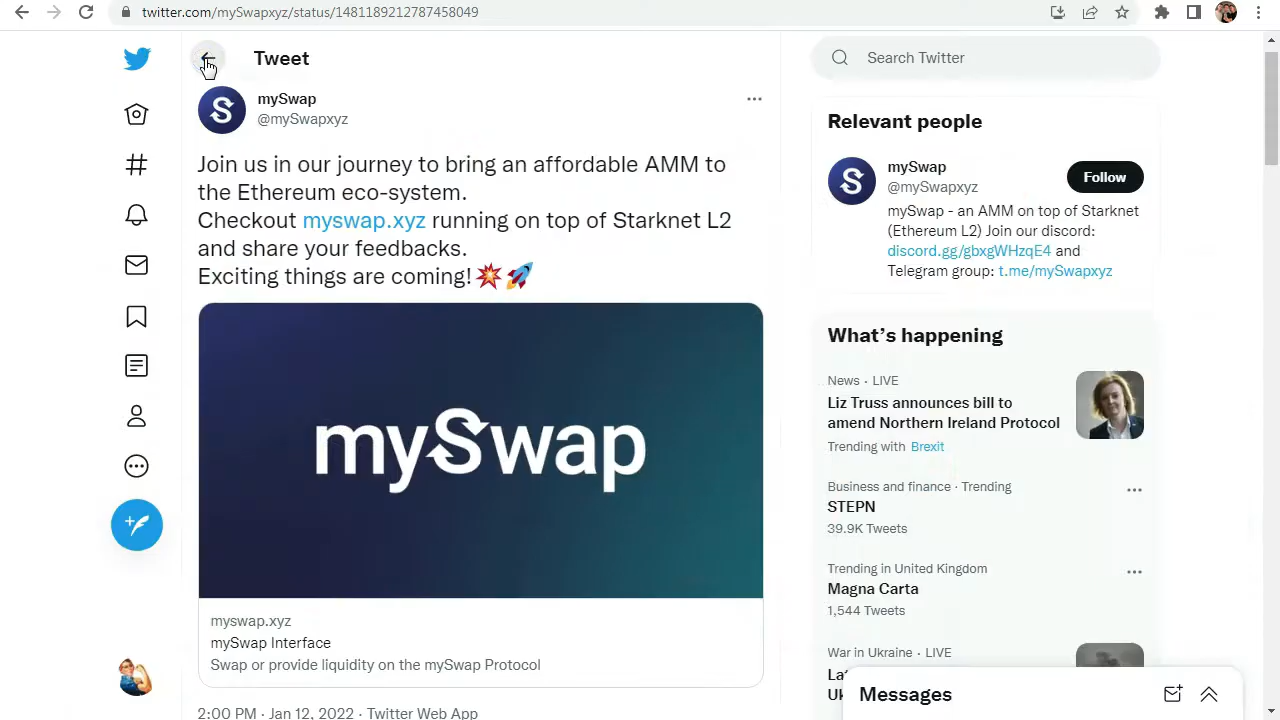 twitter.com/mySwapxyz/status/1481189212787458049
Tweet
Search Twitter
mySwap
@mySwapxyz
Join us in our journey to bring an affordable AMM to
the Ethereum eco-system.
Checkout myswap.xyz running on top of Starknet L2
and share your feedbacks.
Exciting things are coming!💥🚀
mySwap
myswap.xyz
mySwap Interface
Swap or provide liquidity on the mySwap Protocol
2:00 PM · Jan 12, 2022 · Twitter Web App
Relevant people
mySwap
@mySwapxyz
Follow
mySwap - an AMM on top of Starknet
(Ethereum L2) Join our discord:
discord.gg/gbxgWHzqE4 and
Telegram group: t.me/mySwapxyz
What's happening
News · LIVE
Liz Truss announces bill to
amend Northern Ireland Protocol
Trending with Brexit
Business and finance · Trending
STEPN
39.9K Tweets
Trending in United Kingdom
Magna Carta
1,544 Tweets
War in Ukraine · LIVE
Messages